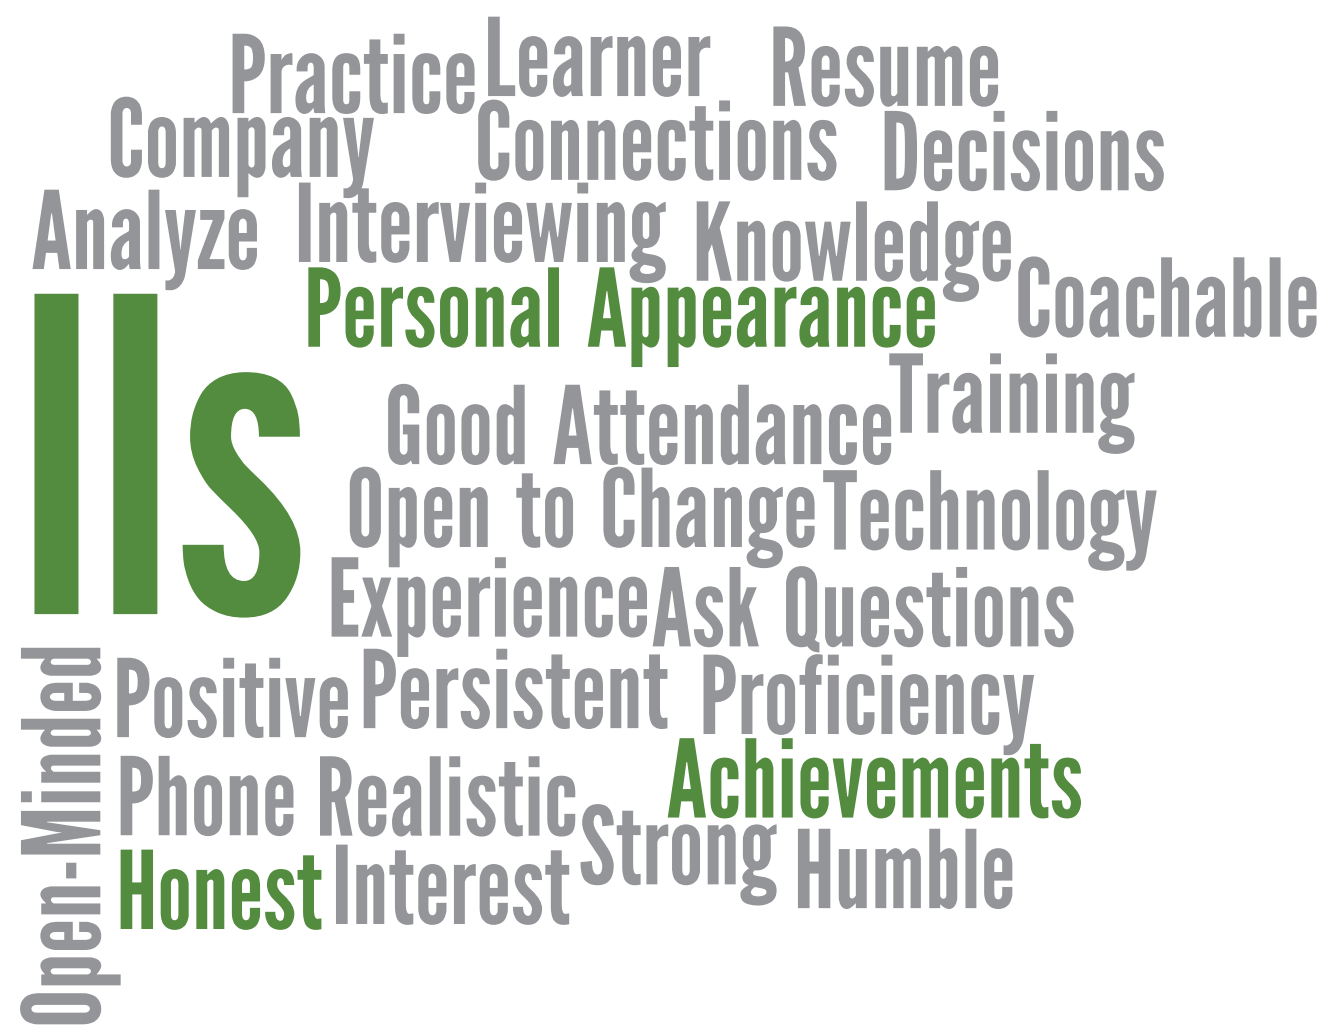 Practice Learner Resume
Company Connections Decisions
Analyze Interviewing Knowledge
Personal Appearance Coachable
lls
Good Attendance Training
Open to Change Technology
Experience Ask Questions
Open-Minded
Positive Persistent Proficiency
Phone Realistic Achievements
Honest Interest Strong Humble